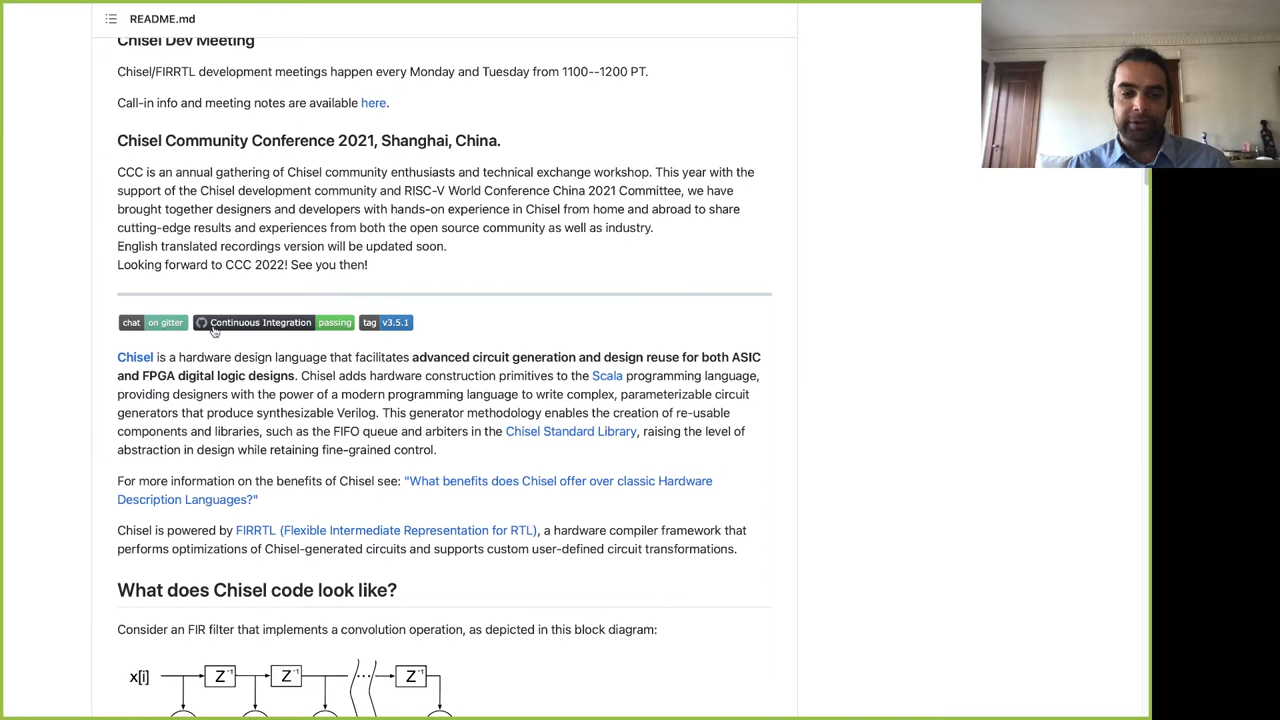 README.md
Chisel Dev Meeting
Chisel/FIRRTL development meetings happen every Monday and Tuesday from 1100--1200 PT.
Call-in info and meeting notes are available here.
Chisel Community Conference 2021, Shanghai, China.
CCC is an annual gathering of Chisel community enthusiasts and technical exchange workshop. This year with the
support of the Chisel development community and RISC-V World Conference China 2021 Committee, we have
brought together designers and developers with hands-on experience in Chisel from home and abroad to share
cutting-edge results and experiences from both the open source community as well as industry.
English translated recordings version will be updated soon.
Looking forward to CCC 2022! See you then!
chat on gitter Continuous Integration passing tag v3.5.1
Chisel is a hardware design language that facilitates advanced circuit generation and design reuse for both ASIC
and FPGA digital logic designs. Chisel adds hardware construction primitives to the Scala programming language,
providing designers with the power of a modern programming language to write complex, parameterizable circuit
generators that produce synthesizable Verilog. This generator methodology enables the creation of re-usable
components and libraries, such as the FIFO queue and arbiters in the Chisel Standard Library, raising the level of
abstraction in design while retaining fine-grained control.
For more information on the benefits of Chisel see: "What benefits does Chisel offer over classic Hardware
Description Languages?"
Chisel is powered by FIRRTL (Flexible Intermediate Representation for RTL), a hardware compiler framework that
performs optimizations of Chisel-generated circuits and supports custom user-defined circuit transformations.
What does Chisel code look like?
Consider an FIR filter that implements a convolution operation, as depicted in this block diagram:
x[i] Z⁻¹ Z⁻¹ ... Z⁻¹